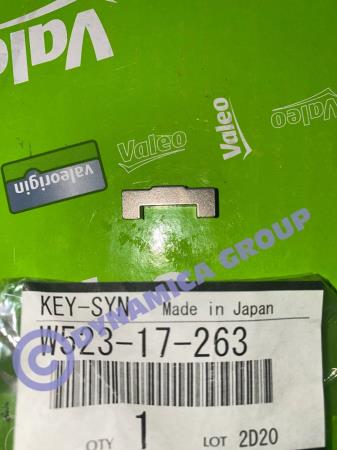 Valeo
Valeo
Valeo
Valeo
valeorigin
KEY-SYN Made in Japan
W523-17-263
QTY 1 LOT 2D20
© DYNAMICA GROUP